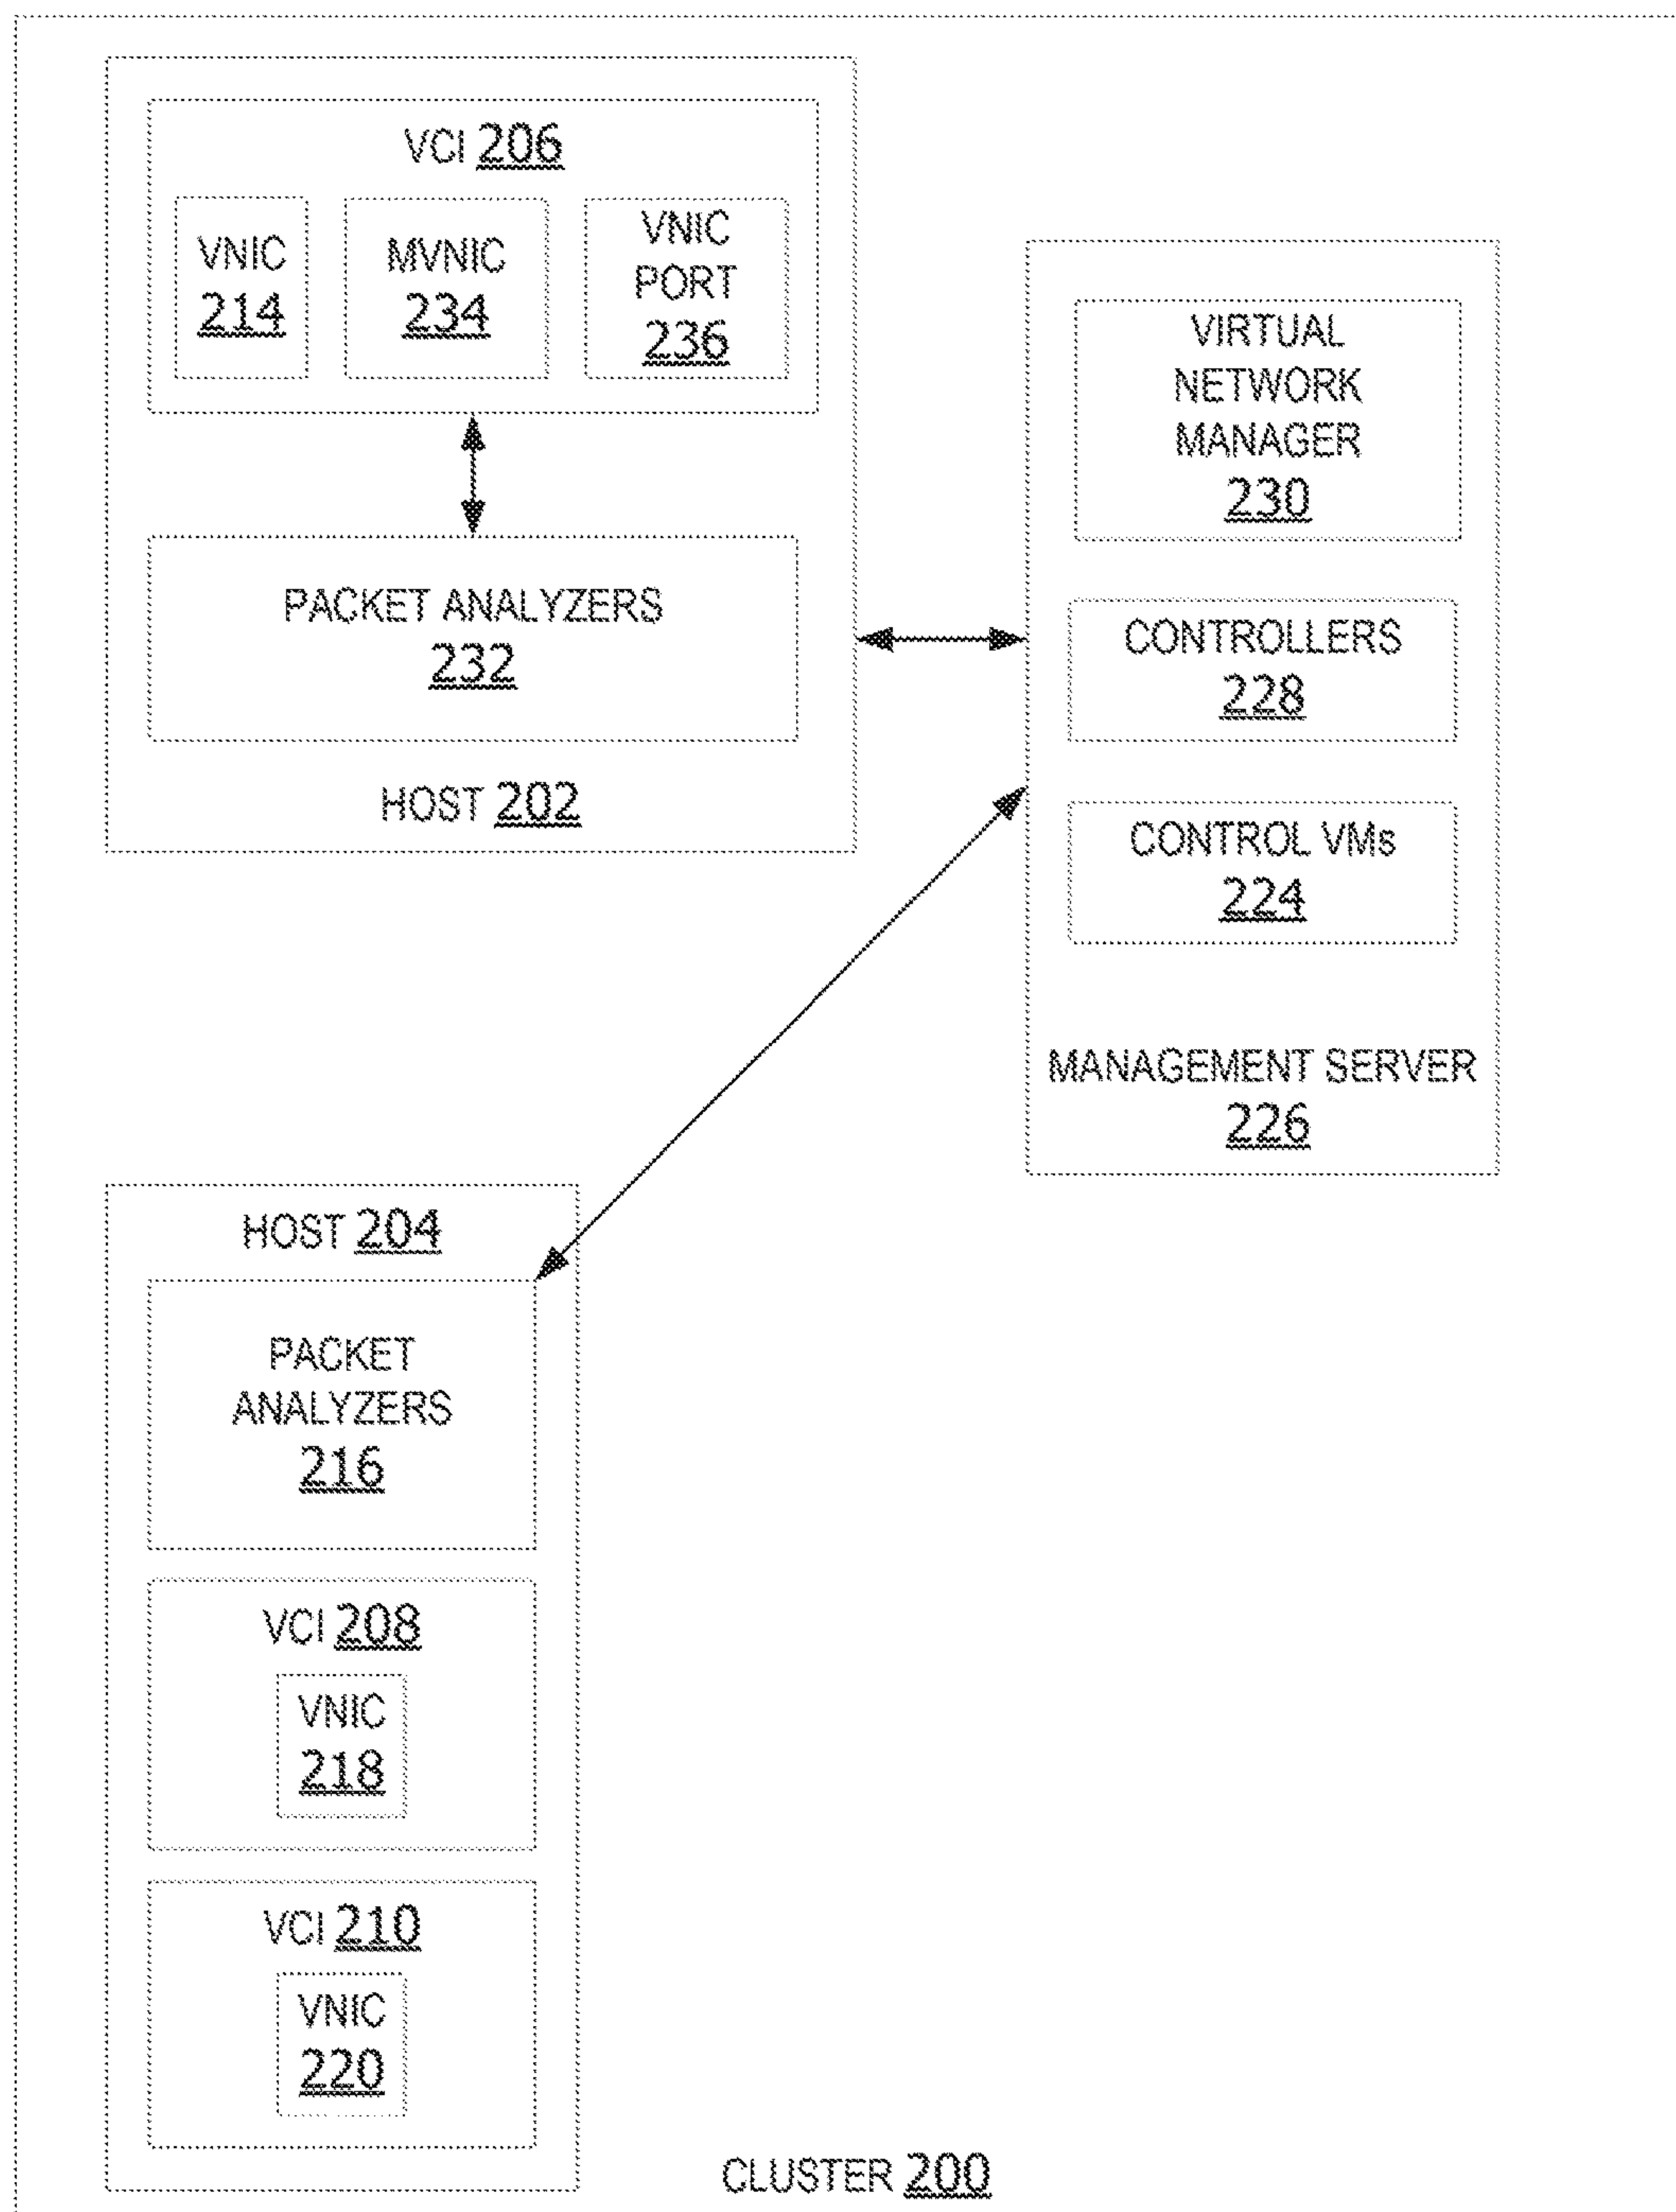 VCI 206
VNIC
214
MVNIC
234
VNIC
PORT
236
PACKET ANALYZERS
232
HOST 202
VIRTUAL
NETWORK
MANAGER
230
CONTROLLERS
228
CONTROL VMs
224
MANAGEMENT SERVER
226
HOST 204
PACKET
ANALYZERS
216
VCI 208
VNIC
218
VCI 210
VNIC
220
CLUSTER 200